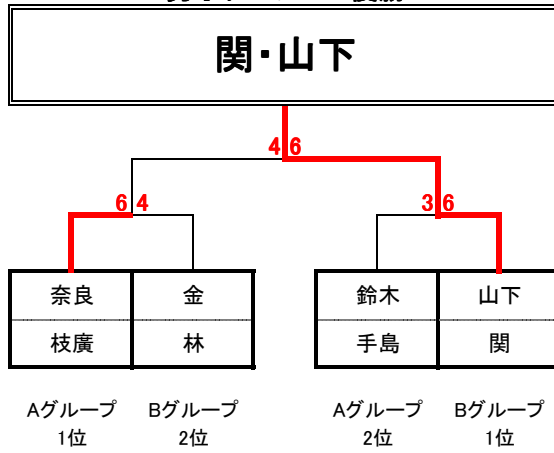 関・山下
4 6
6 4
3 6
奈良 金 鈴木 山下
枝廣 林 手島 関
Aグループ Bグループ Aグループ Bグループ
1位 2位 2位 1位